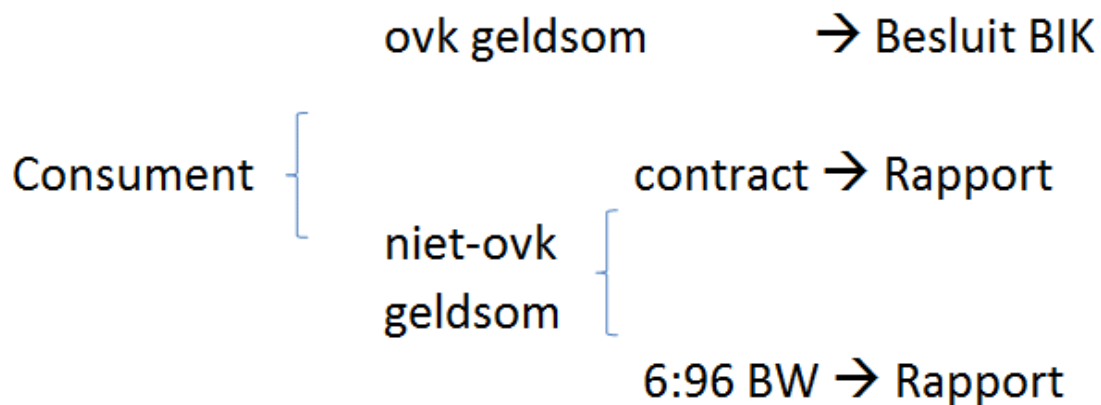 ovk geldsom → Besluit BIK
Consument
contract → Rapport
niet-ovk
geldsom
6:96 BW → Rapport